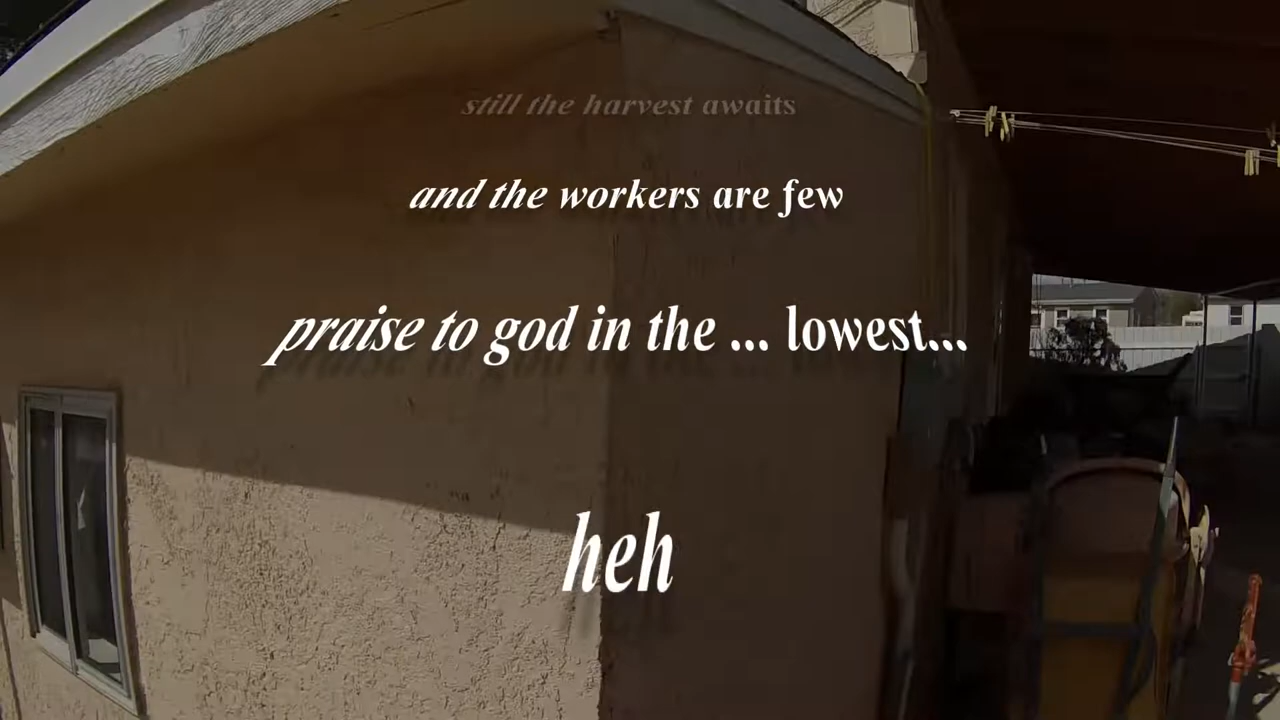 still the harvest awaits
and the workers are few
praise to god in the ... lowest...
heh